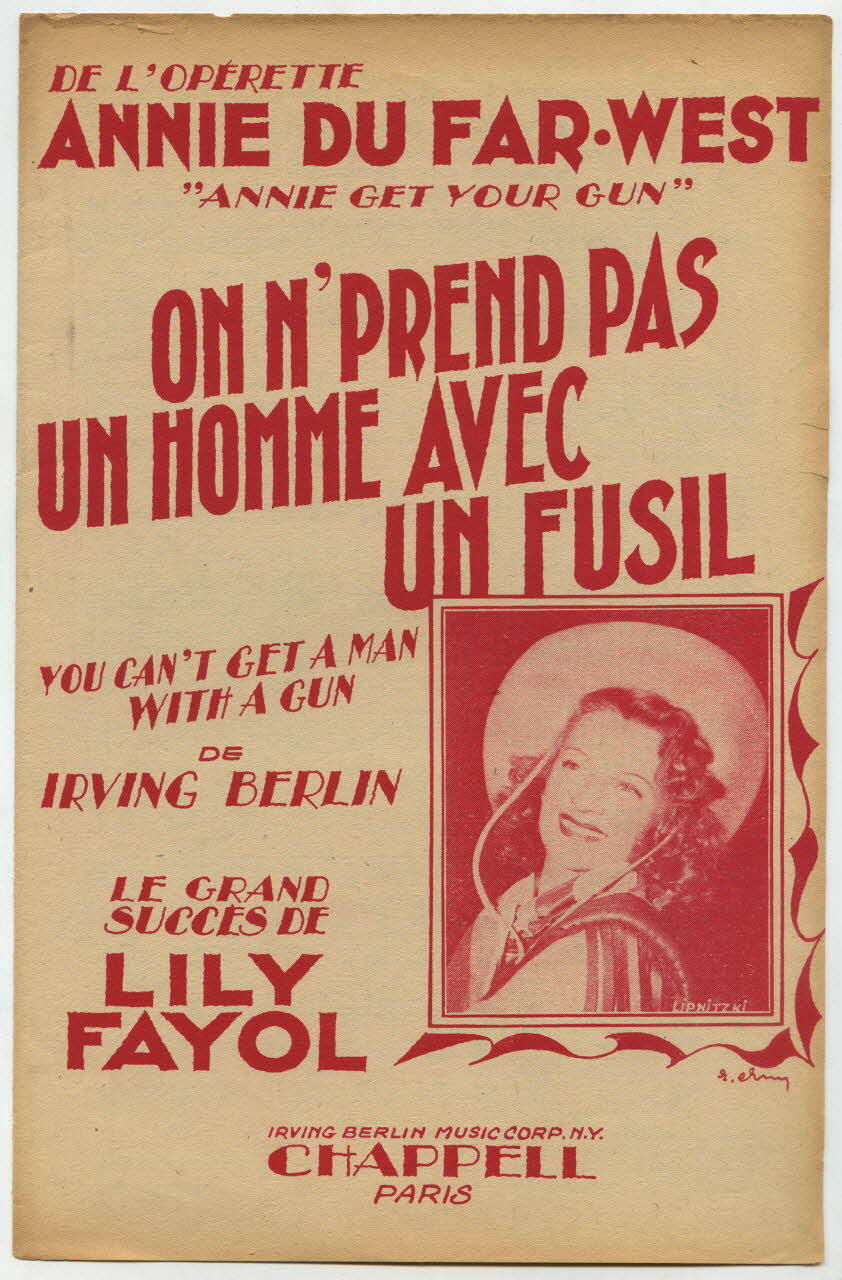 DE L'OPÉRETTE
ANNIE DU FAR-WEST
"ANNIE GET YOUR GUN"
ON N'PREND PAS
UN HOMME AVEC
UN FUSIL
YOU CAN'T GET A MAN
WITH A GUN
DE
IRVING BERLIN
LE GRAND
SUCCÈS DE
LILY
FAYOL
LIPNITZKI
IRVING BERLIN MUSIC CORP. N.Y.
CHAPPELL
PARIS